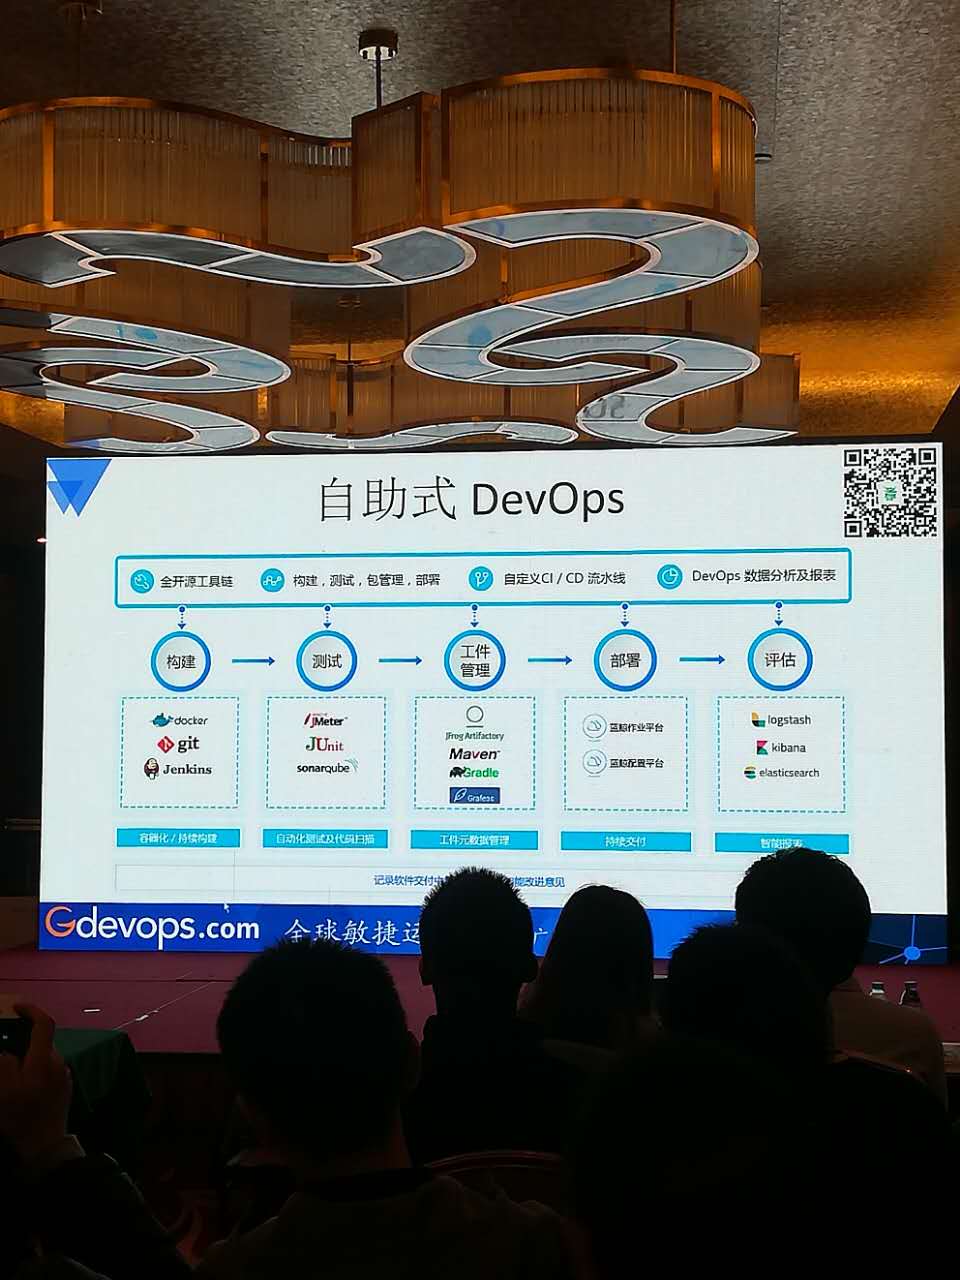 自助式 DevOps
全开源工具链
构建，测试，包管理，部署
自定义CI / CD 流水线
DevOps 数据分析及报表
构建
测试
工件
管理
部署
评估
docker
git
Jenkins
JMeter
JUnit
sonarqube
JFrog Artifactory
Maven
Gradle
Grafeas
蓝鲸作业平台
蓝鲸配置平台
logstash
kibana
elasticsearch
容器化 / 持续构建
自动化测试及代码扫描
工件元数据管理
持续交付
智能报表
记录软件交付
能改进意见
Gdevops.com
全球敏捷运
广